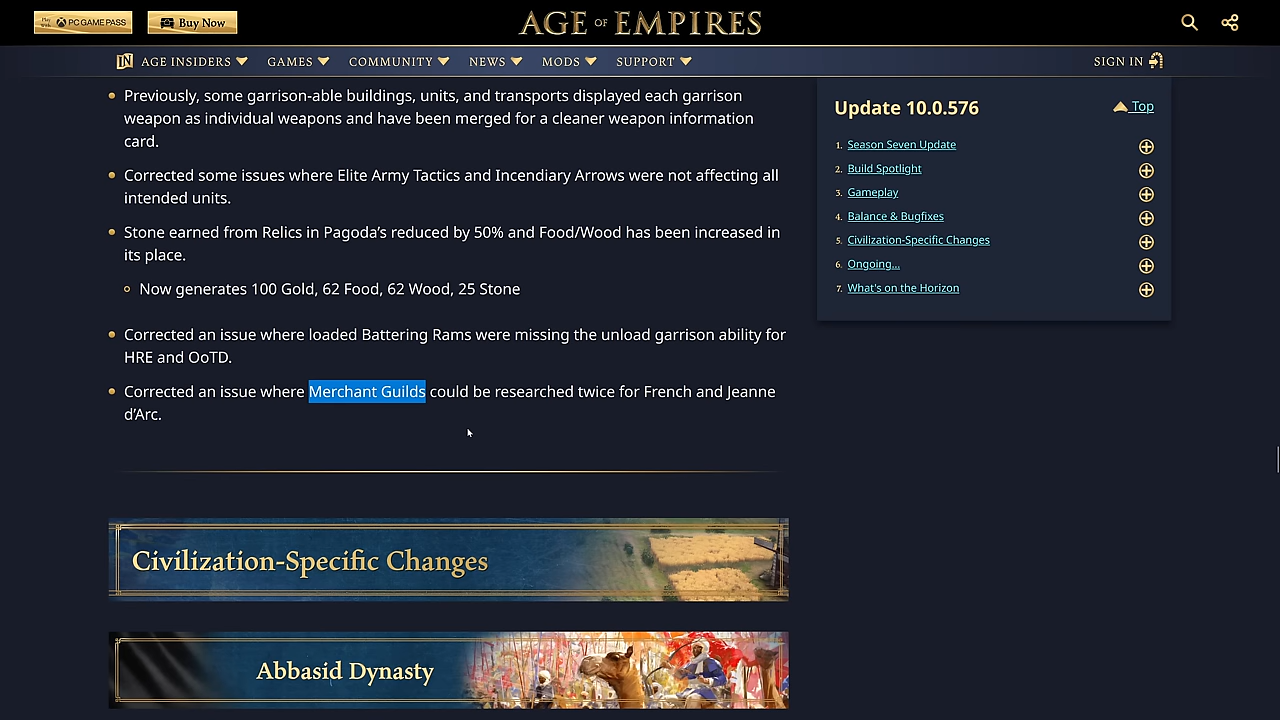 Play with XBOX PC GAME PASS
Buy Now
AGE OF EMPIRES
IN AGE INSIDERS
GAMES
COMMUNITY
NEWS
MODS
SUPPORT
SIGN IN
Previously, some garrison-able buildings, units, and transports displayed each garrison
weapon as individual weapons and have been merged for a cleaner weapon information
card.
Corrected some issues where Elite Army Tactics and Incendiary Arrows were not affecting all
intended units.
Stone earned from Relics in Pagoda’s reduced by 50% and Food/Wood has been increased in
its place.
Now generates 100 Gold, 62 Food, 62 Wood, 25 Stone
Corrected an issue where loaded Battering Rams were missing the unload garrison ability for
HRE and OoTD.
Corrected an issue where Merchant Guilds could be researched twice for French and Jeanne
d’Arc.
Update 10.0.576
Top
1. Season Seven Update
2. Build Spotlight
3. Gameplay
4. Balance & Bugfixes
5. Civilization-Specific Changes
6. Ongoing...
7. What's on the Horizon
Civilization-Specific Changes
Abbasid Dynasty